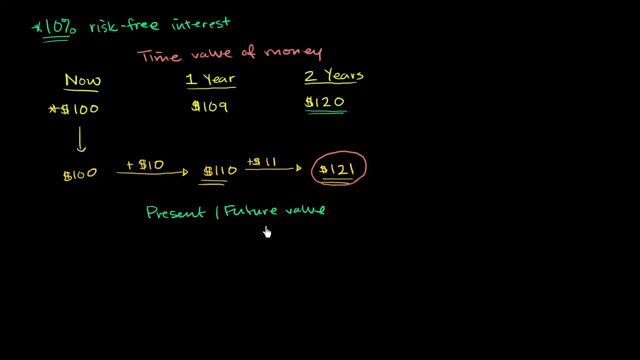 *10% risk-free interest
Time value of money
Now 1 Year 2 Years
*$100 $109 $120
$100 +$10 $110 +$11 $121
Present / Future value